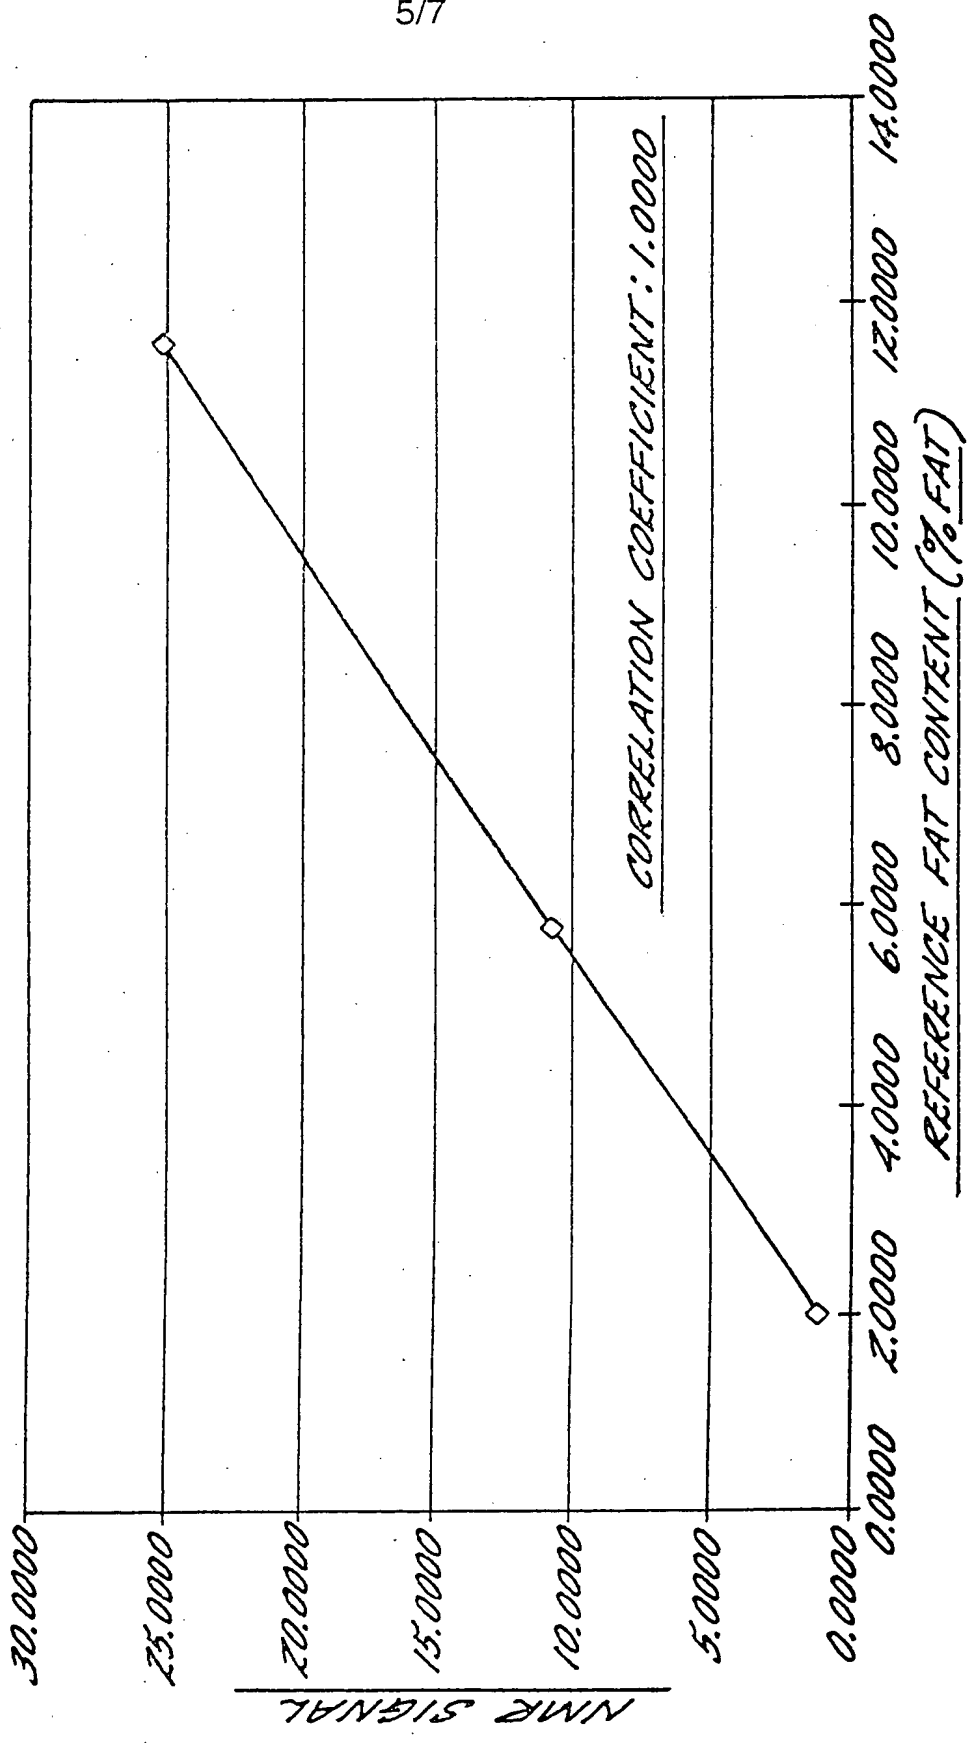 5/7
30.0000
25.0000
20.0000
15.0000
10.0000
5.0000
0.0000
NMR SIGNAL
CORRELATION COEFFICIENT: 1.0000
0.0000 2.0000 4.0000 6.0000 8.0000 10.0000 12.0000 14.0000
REFERENCE FAT CONTENT (% FAT)